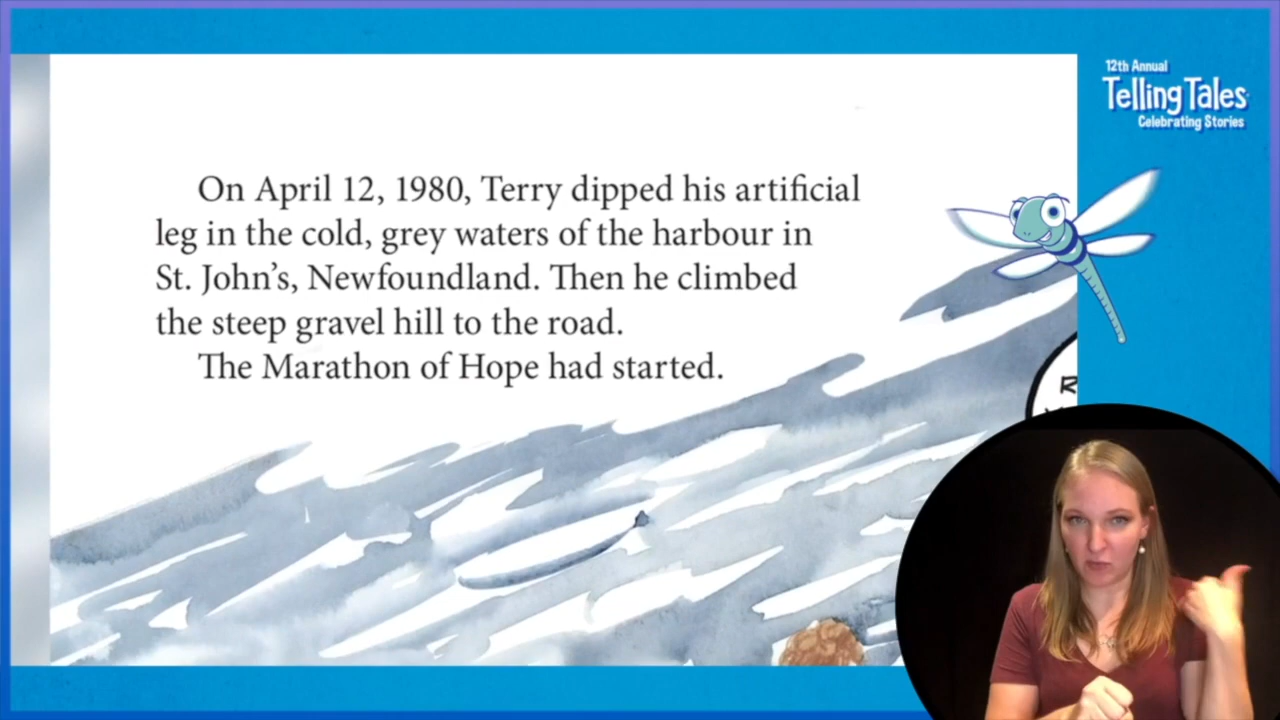 12th Annual
Telling Tales
Celebrating Stories
On April 12, 1980, Terry dipped his artificial
leg in the cold, grey waters of the harbour in
St. John’s, Newfoundland. Then he climbed
the steep gravel hill to the road.
The Marathon of Hope had started.